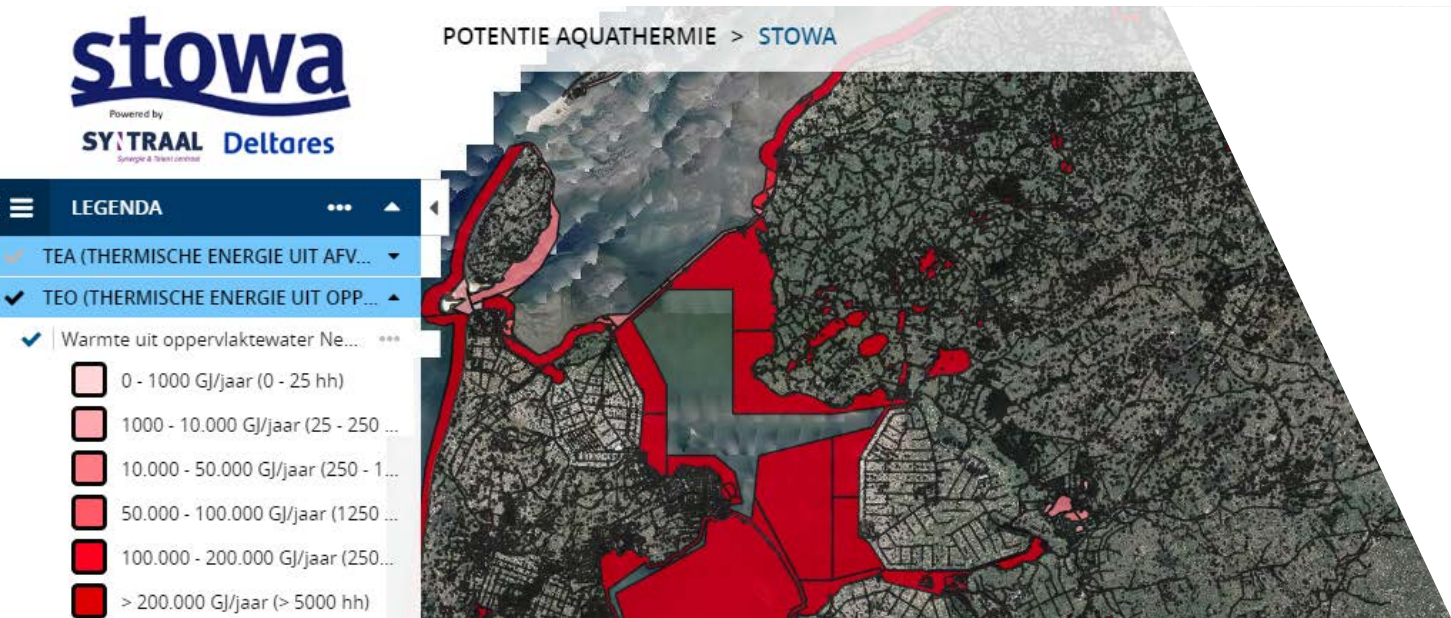 stowa
Powered by
SYNTRAAL Deltares
Synergie & Talent centraal
POTENTIE AQUATHERMIE > STOWA
LEGENDA
TEA (THERMISCHE ENERGIE UIT AFV...
TEO (THERMISCHE ENERGIE UIT OPP...
Warmte uit oppervlaktewater Ne...
0 - 1000 GJ/jaar (0 - 25 hh)
1000 - 10.000 GJ/jaar (25 - 250 ...
10.000 - 50.000 GJ/jaar (250 - 1...
50.000 - 100.000 GJ/jaar (1250 ...
100.000 - 200.000 GJ/jaar (250...
> 200.000 GJ/jaar (> 5000 hh)